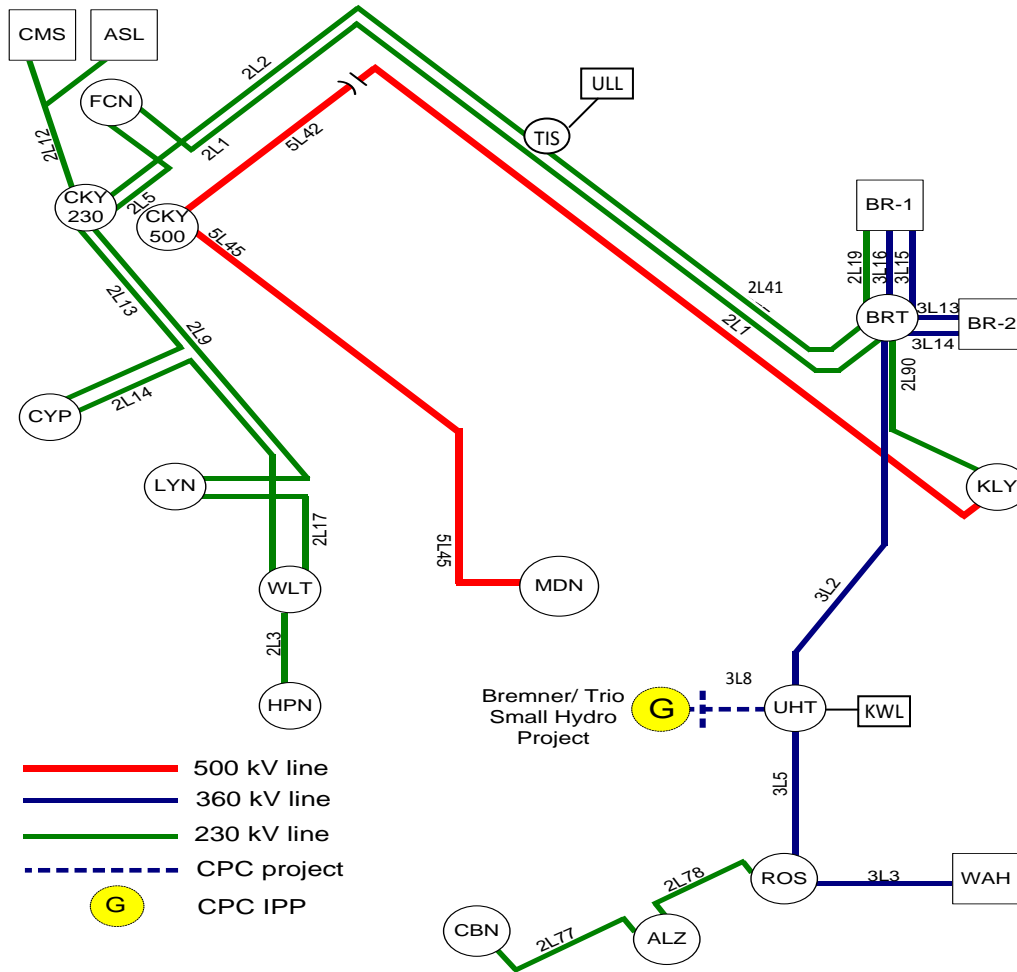 CMS
ASL
2L2
ULL
FCN
TIS
2L12
2L1
5L42
CKY
230
2L5
CKY
500
BR-1
5L45
2L19
3L16
3L15
2L13
2L9
2L41
2L1
BRT
3L13
BR-2
3L14
2L90
CYP
2L14
LYN
KLY
2L17
5L45
WLT
MDN
3L2
2L3
HPN
3L8
Bremner/ Trio
Small Hydro
Project
G
UHT
KWL
500 kV line
360 kV line
230 kV line
CPC project
G
CPC IPP
3L5
2L78
ROS
3L3
WAH
CBN
2L77
ALZ